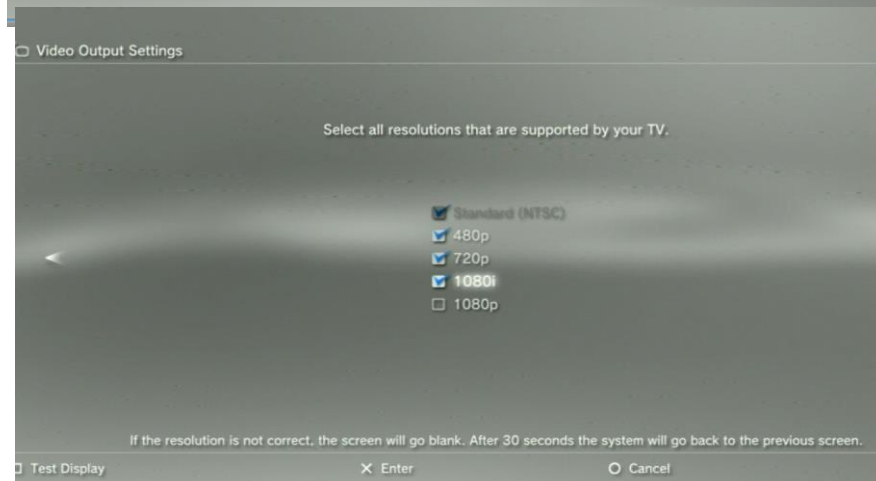 Video Output Settings
Select all resolutions that are supported by your TV.
Standard (NTSC)
480p
720p
1080i
1080p
If the resolution is not correct, the screen will go blank. After 30 seconds the system will go back to the previous screen.
Test Display
X Enter
O Cancel